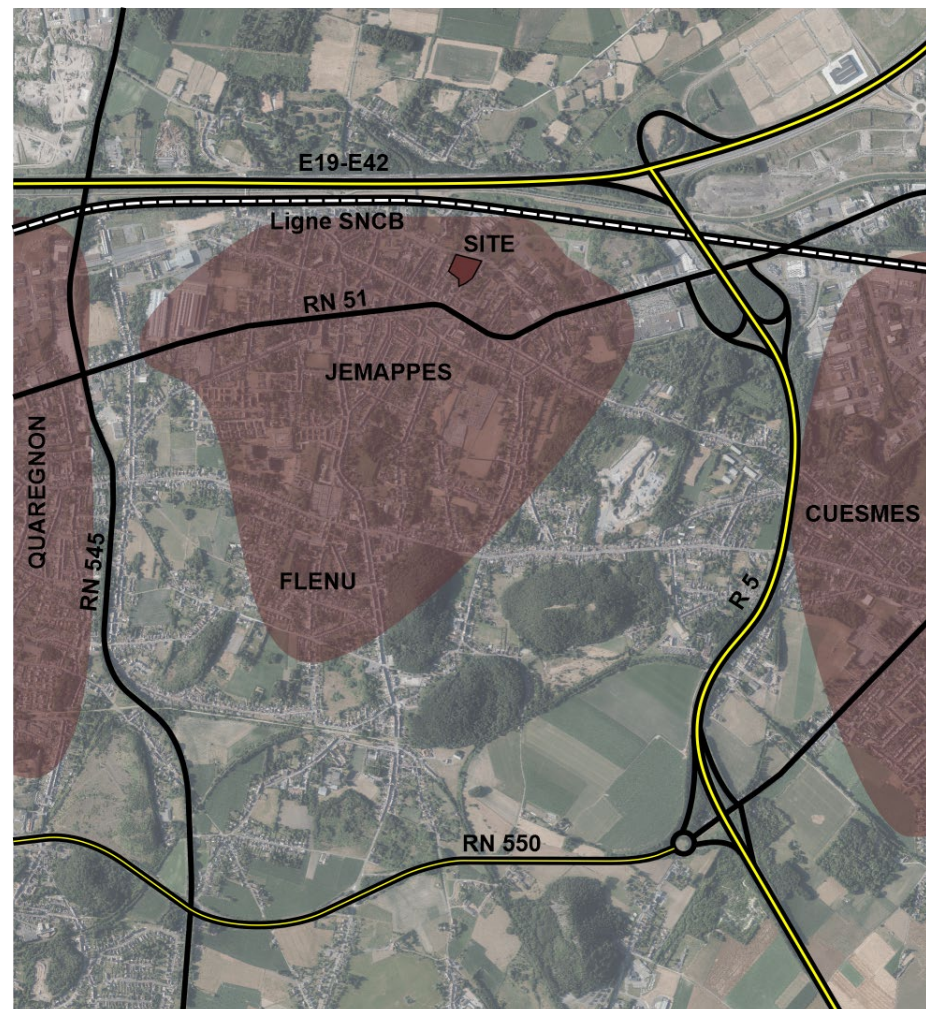 E19-E42
Ligne SNCB
SITE
RN 51
JEMAPPES
QUAREGNON
CUESMES
RN 545
FLENU
R 5
RN 550